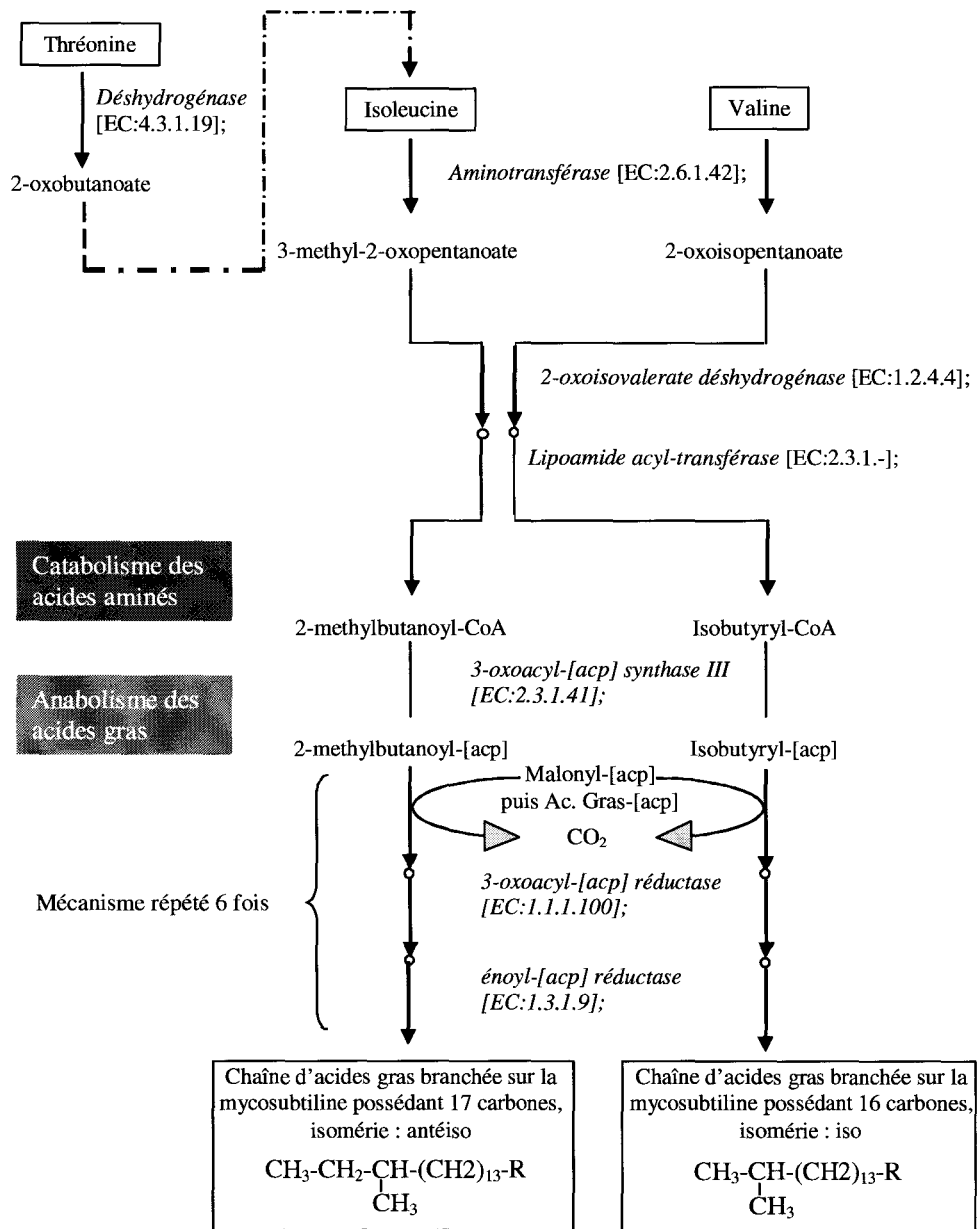 Thréonine
Déshydrogénase
[EC:4.3.1.19];
2-oxobutanoate
Isoleucine
Valine
Aminotransférase [EC:2.6.1.42];
3-methyl-2-oxopentanoate
2-oxoisopentanoate
2-oxoisovalerate déshydrogénase [EC:1.2.4.4];
Lipoamide acyl-transférase [EC:2.3.1.-];
Catabolisme des
acides aminés
2-methylbutanoyl-CoA
Isobutyryl-CoA
3-oxoacyl-[acp] synthase III
[EC:2.3.1.41];
Anabolisme des
acides gras
2-methylbutanoyl-[acp]
Isobutyryl-[acp]
Malonyl-[acp]
puis Ac. Gras-[acp]
CO₂
Mécanisme répété 6 fois
3-oxoacyl-[acp] réductase
[EC:1.1.1.100];
énoyl-[acp] réductase
[EC:1.3.1.9];
Chaîne d'acides gras branchée sur la
mycosubtiline possédant 17 carbones,
isomérie : antéiso
CH₃-CH₂-CH-(CH2)₁₃-R
CH₃
Chaîne d'acides gras branchée sur la
mycosubtiline possédant 16 carbones,
isomérie : iso
CH₃-CH-(CH2)₁₃-R
CH₃